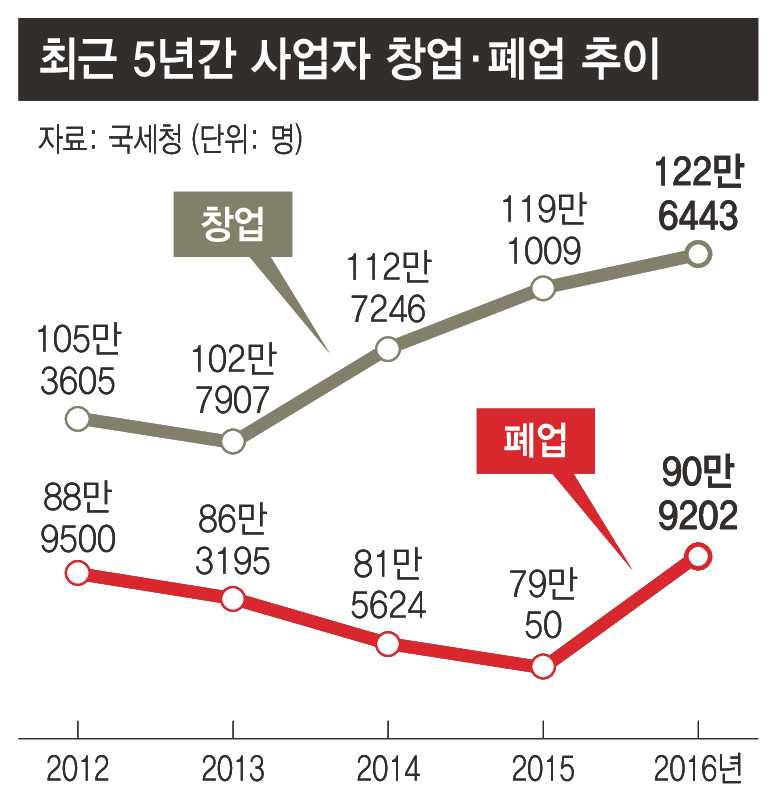 최근 5년간 사업자 창업·폐업 추이
자료: 국세청 (단위: 명)
창업
105만
3605
102만
7907
112만
7246
119만
1009
122만
6443
폐업
88만
9500
86만
3195
81만
5624
79만
50
90만
9202
2012 2013 2014 2015 2016년